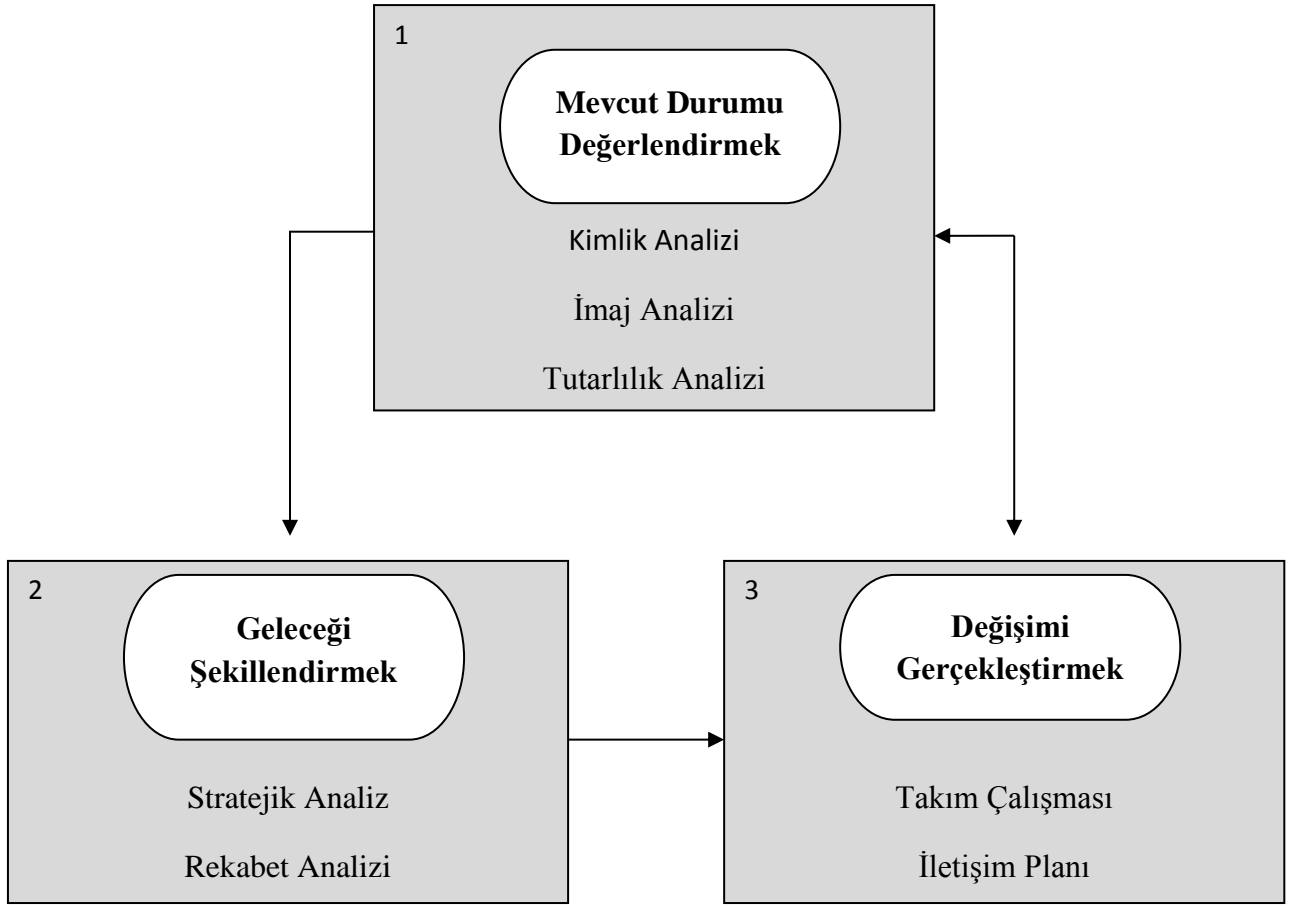 1
Mevcut Durumu
Değerlendirmek
Kimlik Analizi
İmaj Analizi
Tutarlılık Analizi
2
Geleceği
Şekillendirmek
Stratejik Analiz
Rekabet Analizi
3
Değişimi
Gerçekleştirmek
Takım Çalışması
İletişim Planı